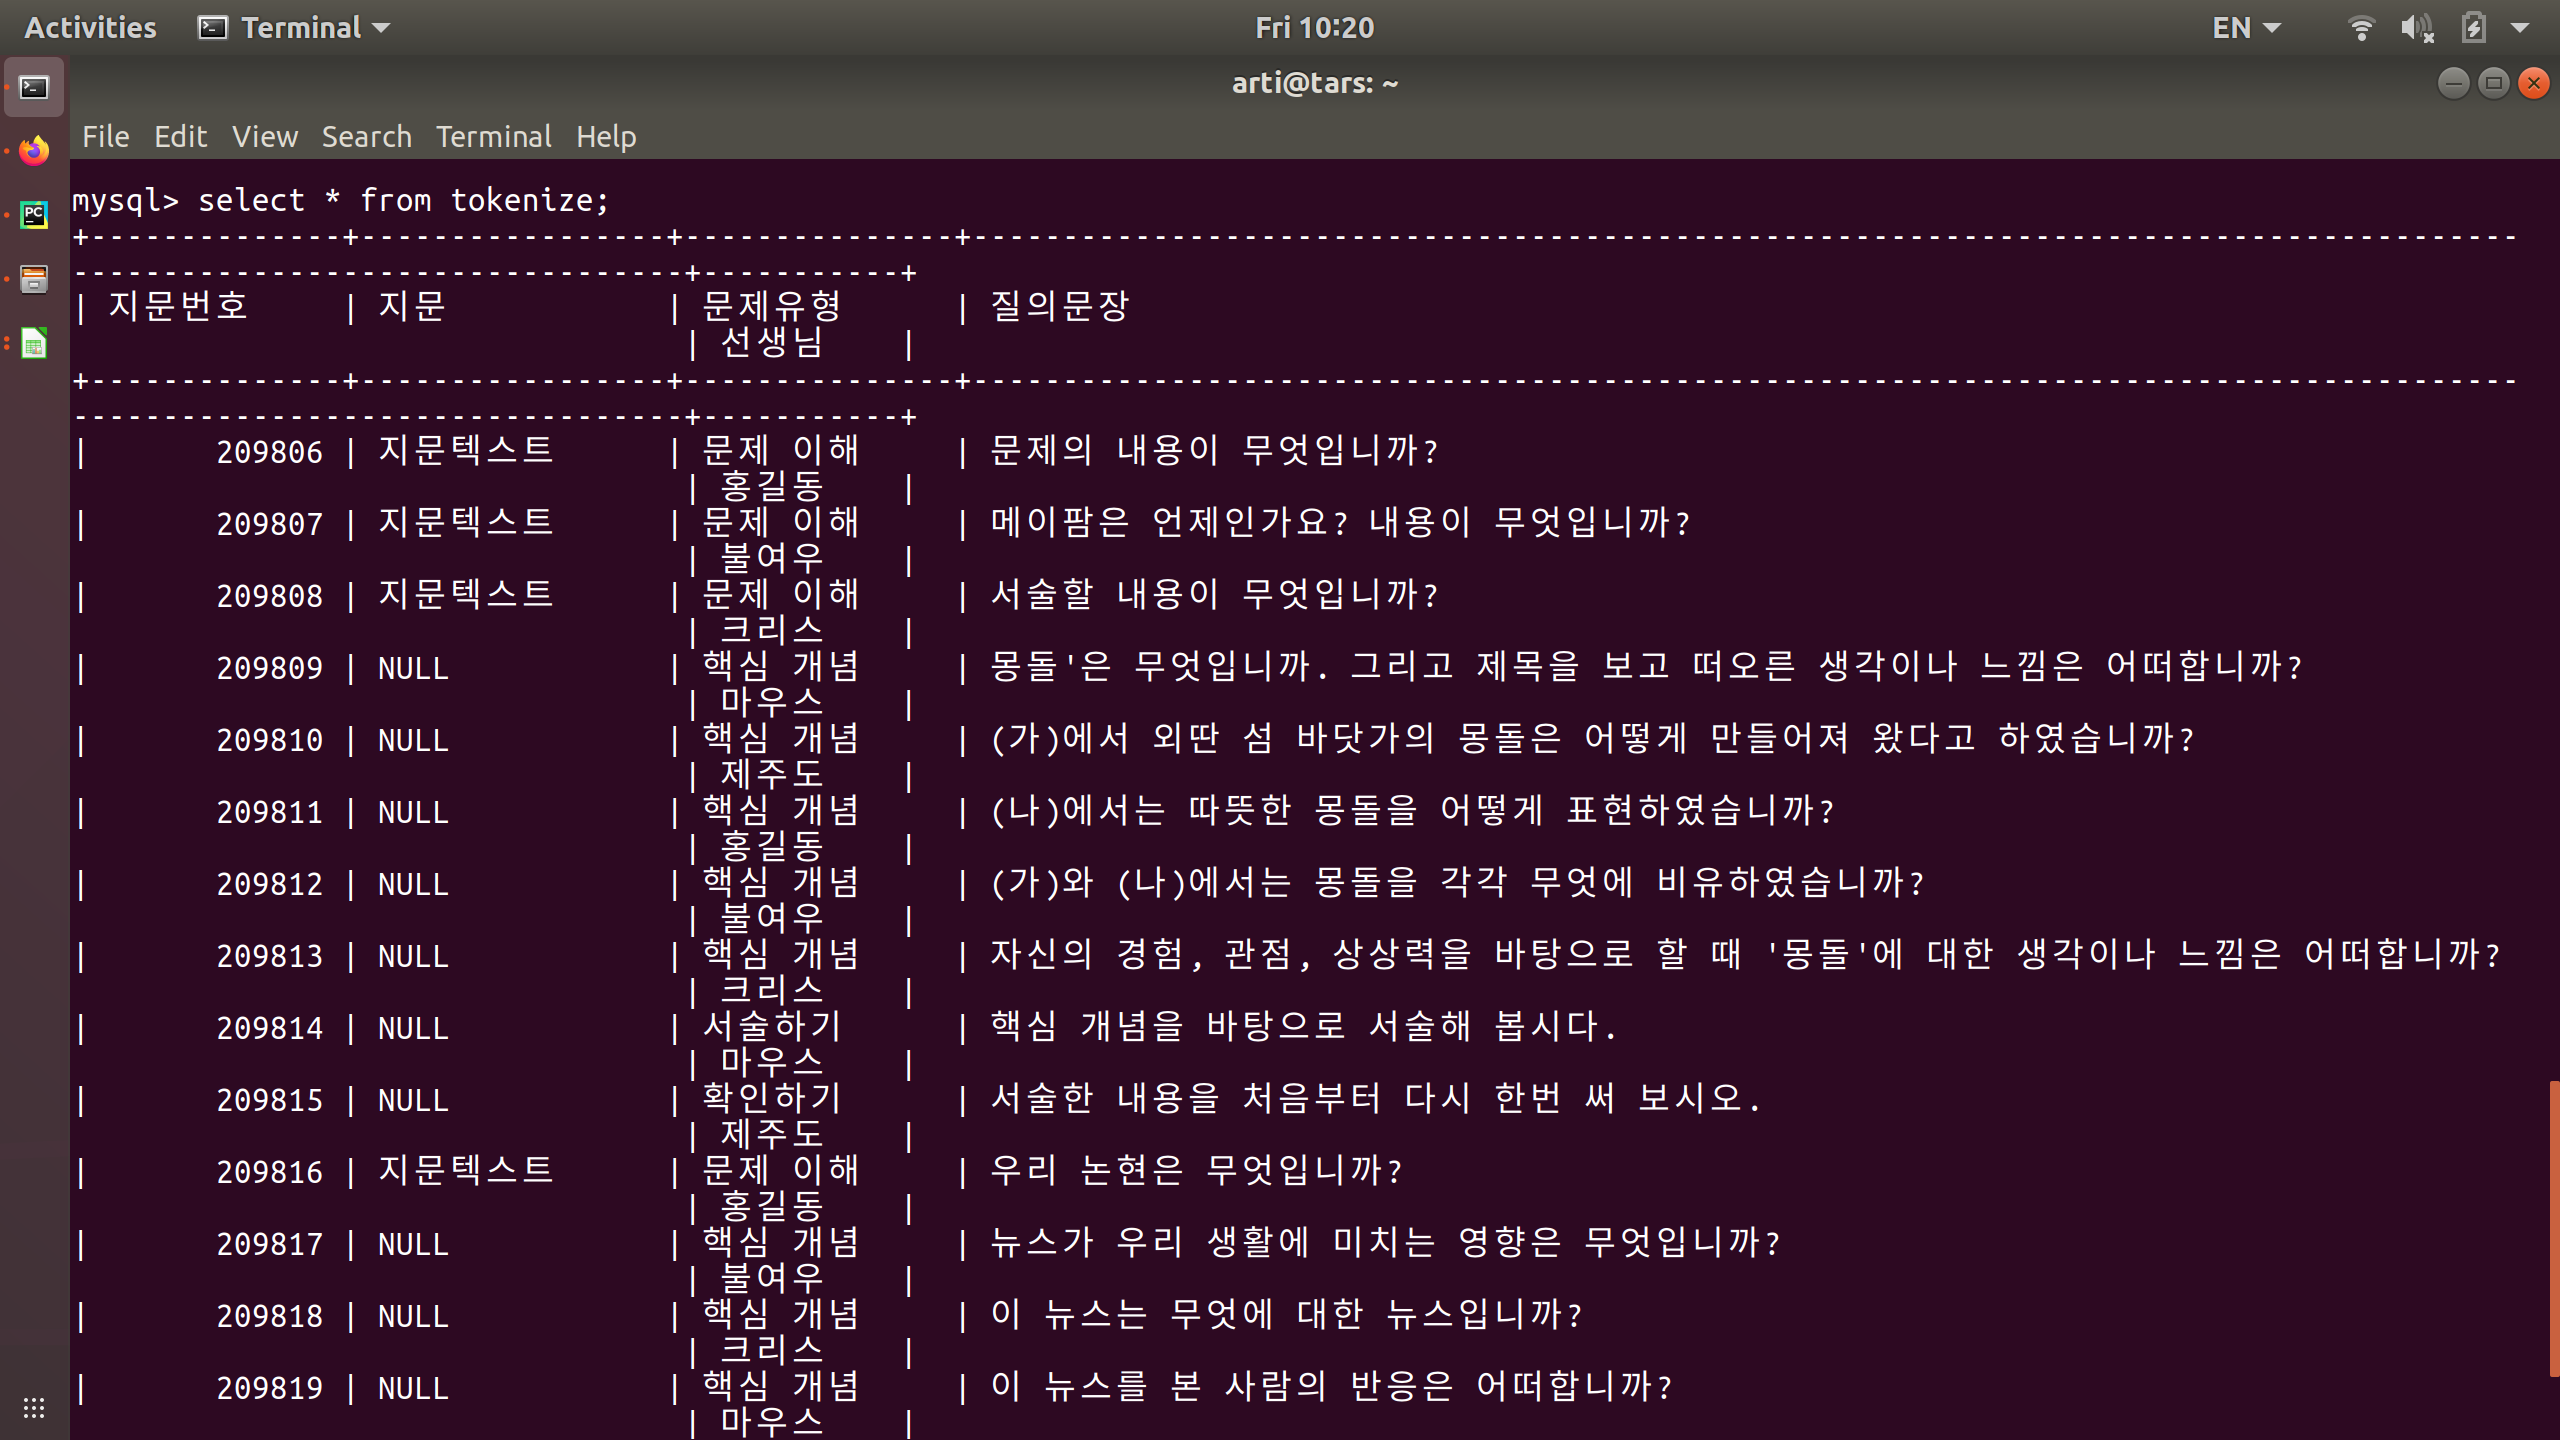 Activities Terminal Fri 10:20 EN
arti@tars: ~
File Edit View Search Terminal Help
mysql> select * from tokenize;
+--------------+-----------------+---------------+--------------------------------------------------------------------------------------
----------------------------------+-----------+
| 지문번호 | 지문 | 문제유형 | 질의문장
| 선생님 |
+--------------+-----------------+---------------+--------------------------------------------------------------------------------------
----------------------------------+-----------+
| 209806 | 지문텍스트 | 문제 이해 | 문제의 내용이 무엇입니까?
| 홍길동 |
| 209807 | 지문텍스트 | 문제 이해 | 메이팜은 언제인가요? 내용이 무엇입니까?
| 불여우 |
| 209808 | 지문텍스트 | 문제 이해 | 서술할 내용이 무엇입니까?
| 크리스 |
| 209809 | NULL | 핵심 개념 | 몽돌'은 무엇입니까. 그리고 제목을 보고 떠오른 생각이나 느낌은 어떠합니까?
| 마우스 |
| 209810 | NULL | 핵심 개념 | (가)에서 외딴 섬 바닷가의 몽돌은 어떻게 만들어져 왔다고 하였습니까?
| 제주도 |
| 209811 | NULL | 핵심 개념 | (나)에서는 따뜻한 몽돌을 어떻게 표현하였습니까?
| 홍길동 |
| 209812 | NULL | 핵심 개념 | (가)와 (나)에서는 몽돌을 각각 무엇에 비유하였습니까?
| 불여우 |
| 209813 | NULL | 핵심 개념 | 자신의 경험, 관점, 상상력을 바탕으로 할 때 '몽돌'에 대한 생각이나 느낌은 어떠합니까?
| 크리스 |
| 209814 | NULL | 서술하기 | 핵심 개념을 바탕으로 서술해 봅시다.
| 마우스 |
| 209815 | NULL | 확인하기 | 서술한 내용을 처음부터 다시 한번 써 보시오.
| 제주도 |
| 209816 | 지문텍스트 | 문제 이해 | 우리 논현은 무엇입니까?
| 홍길동 |
| 209817 | NULL | 핵심 개념 | 뉴스가 우리 생활에 미치는 영향은 무엇입니까?
| 불여우 |
| 209818 | NULL | 핵심 개념 | 이 뉴스는 무엇에 대한 뉴스입니까?
| 크리스 |
| 209819 | NULL | 핵심 개념 | 이 뉴스를 본 사람의 반응은 어떠합니까?
| 마우스 |